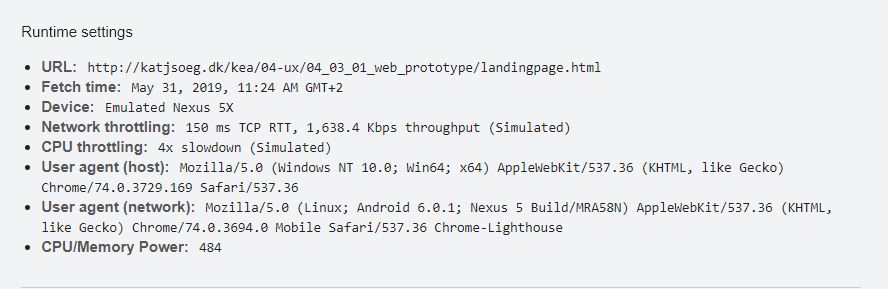 Runtime settings
URL: http://katjsoeg.dk/kea/04-ux/04_03_01_web_prototype/landingpage.html
Fetch time: May 31, 2019, 11:24 AM GMT+2
Device: Emulated Nexus 5X
Network throttling: 150 ms TCP RTT, 1,638.4 Kbps throughput (Simulated)
CPU throttling: 4x slowdown (Simulated)
User agent (host): Mozilla/5.0 (Windows NT 10.0; Win64; x64) AppleWebKit/537.36 (KHTML, like Gecko)
Chrome/74.0.3729.169 Safari/537.36
User agent (network): Mozilla/5.0 (Linux; Android 6.0.1; Nexus 5 Build/MRA58N) AppleWebKit/537.36 (KHTML,
like Gecko) Chrome/74.0.3694.0 Mobile Safari/537.36 Chrome-Lighthouse
CPU/Memory Power: 484